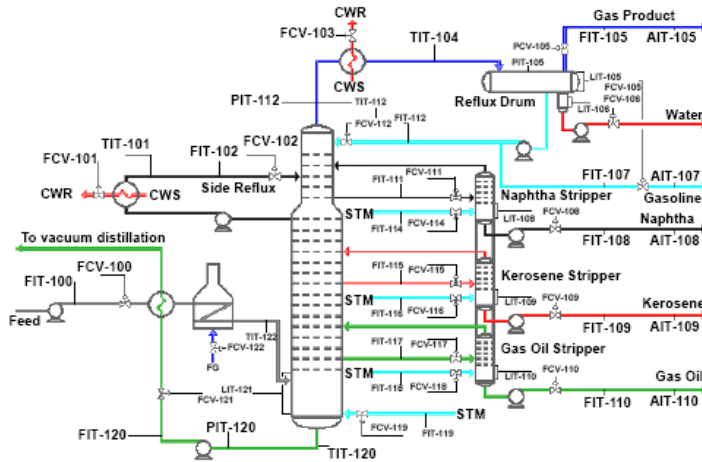 CWR
Gas Product
FCV-103
TIT-104
FIT-105
AIT-105
PCV-105
PIT-105
LIT-105
FCV-105
FCV-106
CWS
Reflux Drum
LIT-106
PIT-112
TIT-112
FCV-112
FIT-112
Water
TIT-101
FIT-102
FCV-102
FCV-101
FIT-111
FCV-111
FIT-107
AIT-107
CWR
CWS
Side Reflux
Naphtha Stripper
Gasoline
STM
LIT-108
FCV-108
Naphtha
FIT-114
FCV-114
To vacuum distillation
FIT-108
AIT-108
FIT-100
FCV-100
FIT-115
FCV-115
Kerosene Stripper
STM
LIT-109
FCV-109
Kerosene
Feed
FIT-116
FCV-116
TIT-122
FIT-109
AIT-109
FCV-122
FIT-117
FCV-117
Gas Oil Stripper
FG
STM
LIT-110
FCV-110
Gas Oil
LIT-121
FCV-121
FIT-118
FCV-118
FIT-110
AIT-110
STM
FIT-120
PIT-120
FCV-119
FIT-119
TIT-120